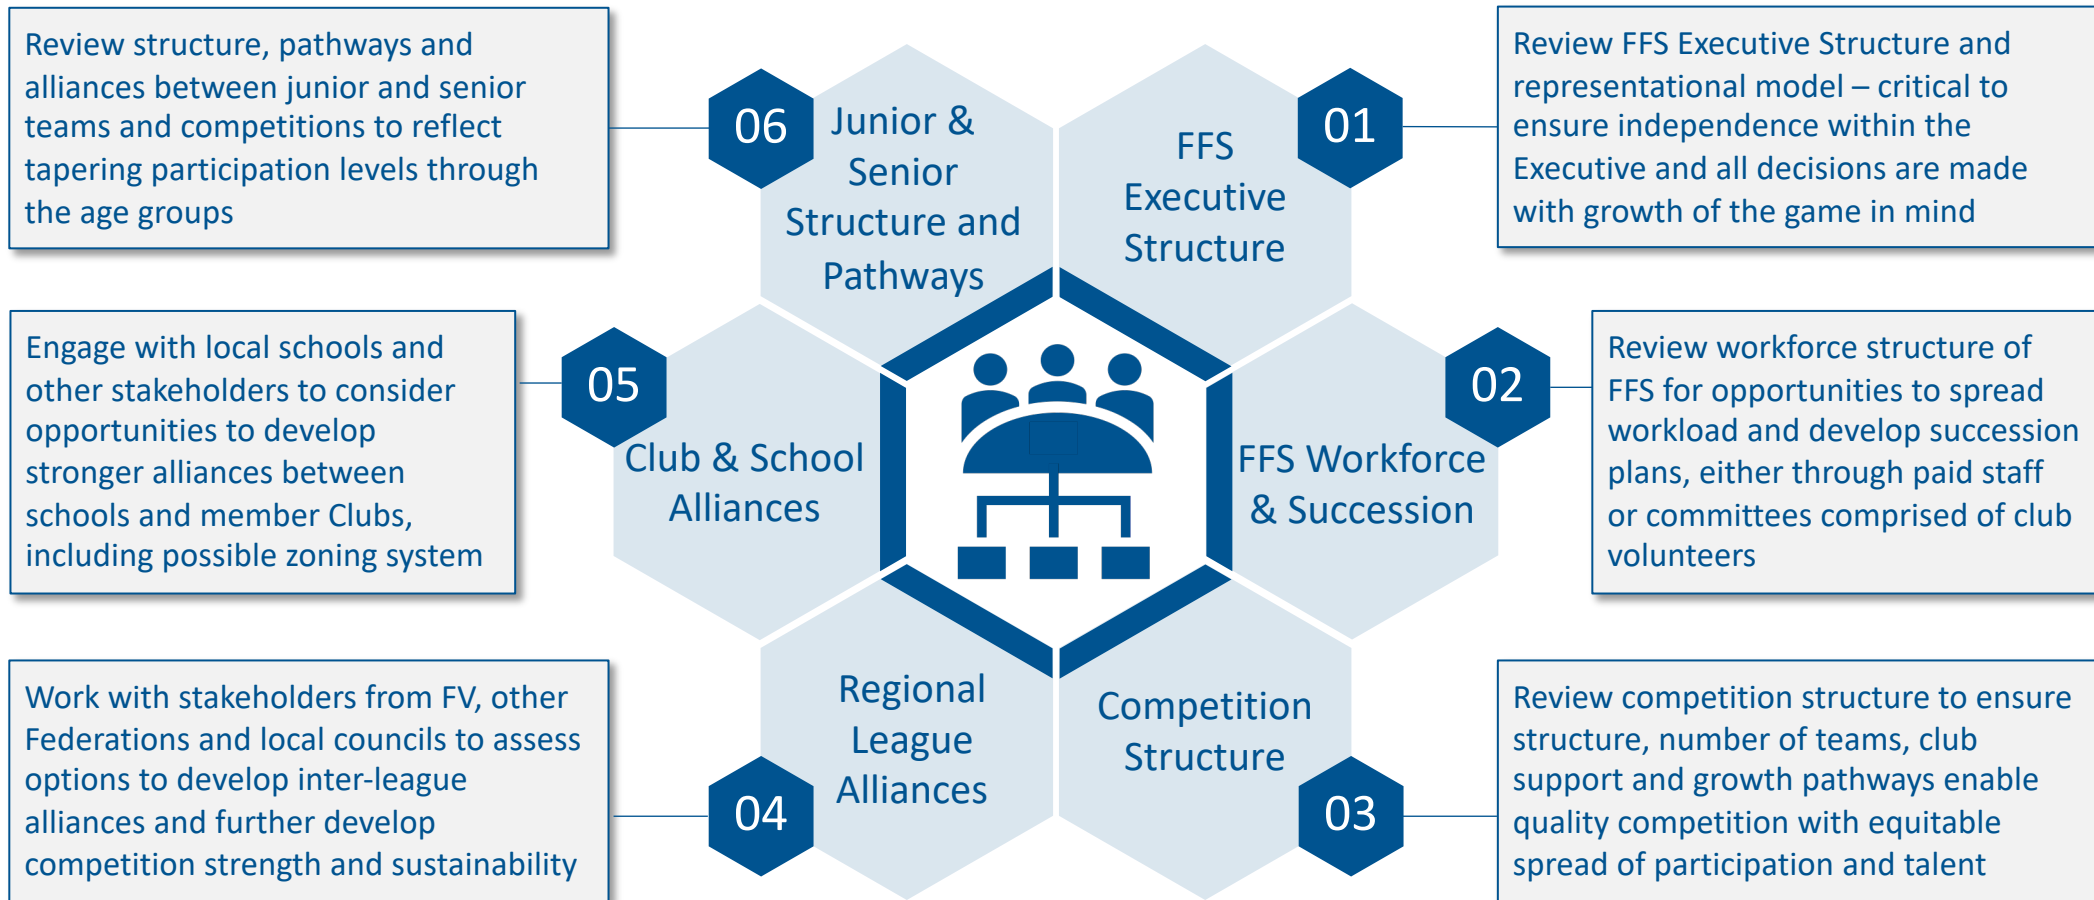 Review structure, pathways and
alliances between junior and senior
teams and competitions to reflect
tapering participation levels through
the age groups
06
Junior &
Senior
Structure and
Pathways
FFS
Executive
Structure
01
Review FFS Executive Structure and
representational model – critical to
ensure independence within the
Executive and all decisions are made
with growth of the game in mind
Engage with local schools and
other stakeholders to consider
opportunities to develop
stronger alliances between
schools and member Clubs,
including possible zoning system
05
Club & School
Alliances
FFS Workforce
& Succession
02
Review workforce structure of
FFS for opportunities to spread
workload and develop succession
plans, either through paid staff
or committees comprised of club
volunteers
Work with stakeholders from FV, other
Federations and local councils to assess
options to develop inter-league
alliances and further develop
competition strength and sustainability
04
Regional
League
Alliances
Competition
Structure
03
Review competition structure to ensure
structure, number of teams, club
support and growth pathways enable
quality competition with equitable
spread of participation and talent